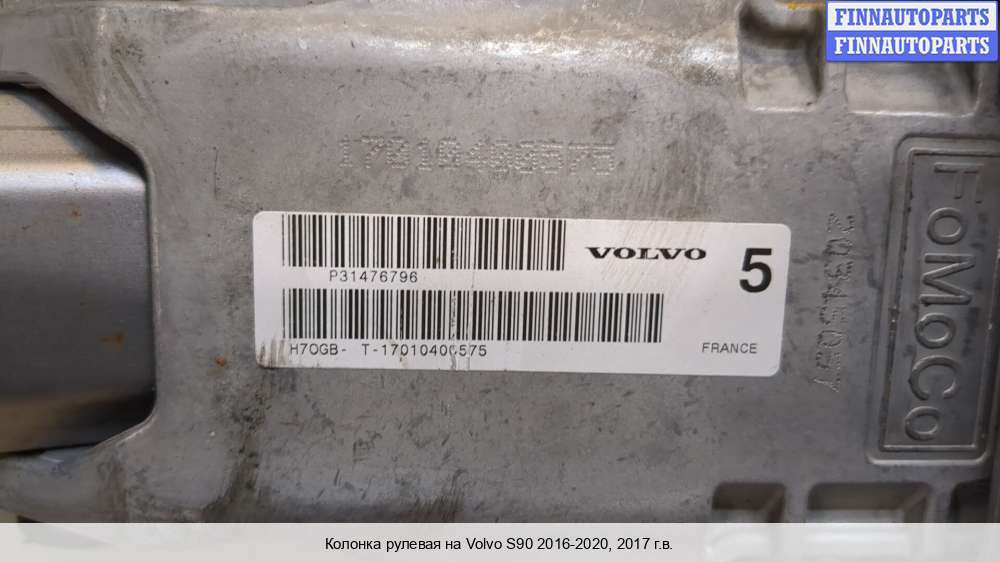 FINNAUTOPARTS
FINNAUTOPARTS
VOLVO
5
P31476796
H7OGB- T-17010400575
FRANCE
FoMoCo
Колонка рулевая на Volvo S90 2016-2020, 2017 г.в.